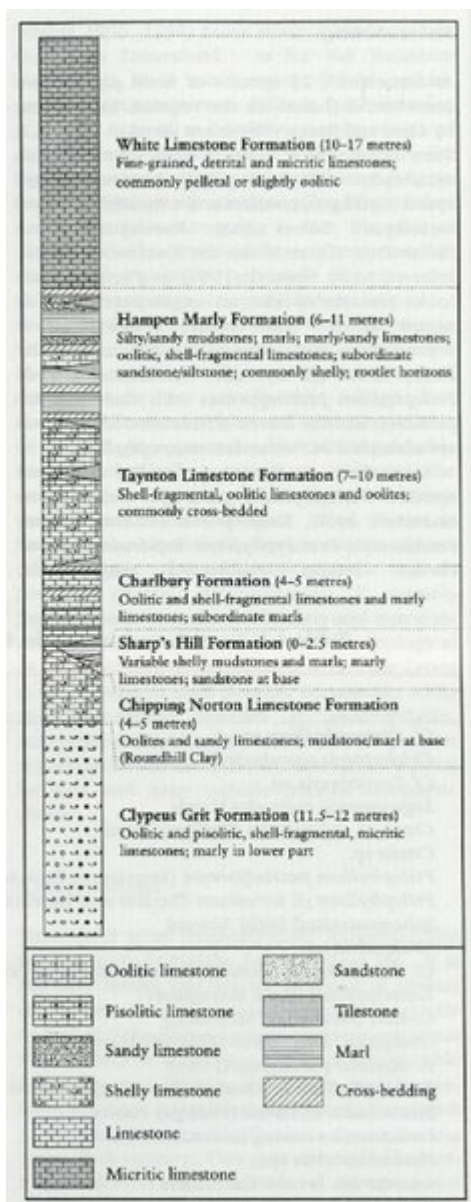 White Limestone Formation (10–17 metres)
Fine-grained, detrital and micritic limestones;
commonly pelletal or slightly oolitic
Hampen Marly Formation (6–11 metres)
Silty/sandy mudstones; marls; marly/sandy limestones;
oolitic, shell-fragmental limestones; subordinate
sandstone/siltstone; commonly shelly; rootlet horizons
Taynton Limestone Formation (7–10 metres)
Shell-fragmental, oolitic limestones and oolites;
commonly cross-bedded
Charlbury Formation (4–5 metres)
Oolitic and shell-fragmental limestones and marly
limestones; subordinate marls
Sharp's Hill Formation (0–2.5 metres)
Variable shelly mudstones and marls; marly
limestones; sandstone at base
Chipping Norton Limestone Formation
(4–5 metres)
Oolites and sandy limestones; mudstone/marl at base
(Roundhill Clay)
Clypeus Grit Formation (11.5–12 metres)
Oolitic and pisolitic, shell-fragmental, micritic
limestones; marly in lower part
Oolitic limestone
Pisolitic limestone
Sandy limestone
Shelly limestone
Limestone
Micritic limestone
Sandstone
Tilestone
Marl
Cross-bedding